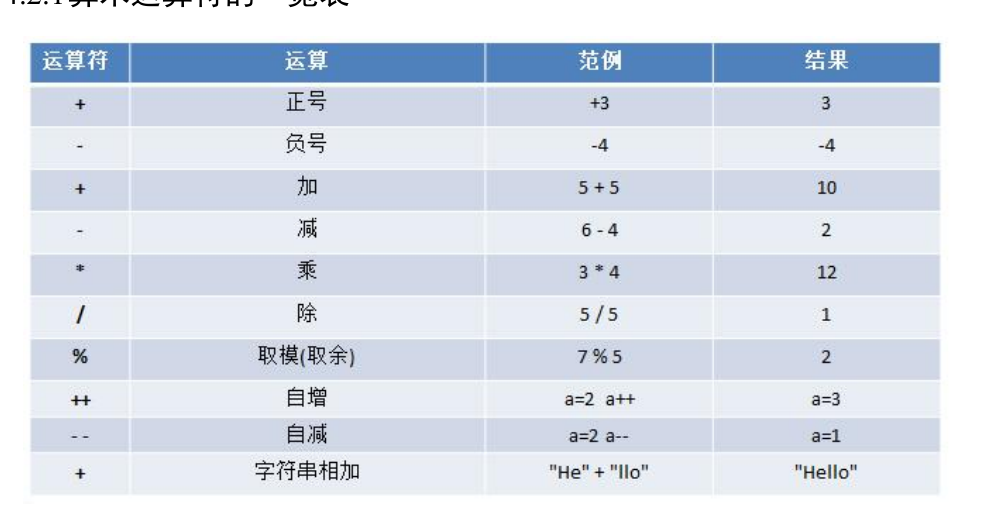 4.2.1算术运算符的一览表
运算符 运算 范例 结果
+ 正号 +3 3
- 负号 -4 -4
+ 加 5 + 5 10
- 减 6 - 4 2
* 乘 3 * 4 12
/ 除 5 / 5 1
% 取模(取余) 7 % 5 2
++ 自增 a=2 a++ a=3
- - 自减 a=2 a-- a=1
+ 字符串相加 "He" + "llo" "Hello"